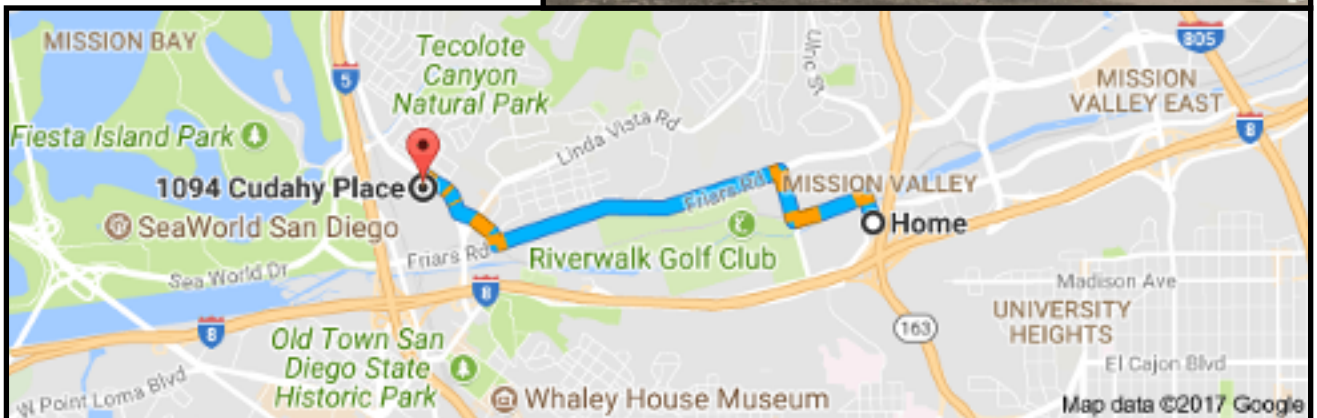 MISSION BAY
5
Tecolote
Canyon
Natural Park
Ulric St
805
MISSION
VALLEY EAST
8
Fiesta Island Park
Linda Vista Rd
1094 Cudahy Place
Friars Rd
MISSION VALLEY
SeaWorld San Diego
Home
Friars Rd
Riverwalk Golf Club
Sea World Dr
8
Madison Ave
UNIVERSITY
HEIGHTS
163
8
Old Town San
Diego State
Historic Park
El Cajon Blvd
W Point Loma Blvd
Whaley House Museum
Map data ©2017 Google